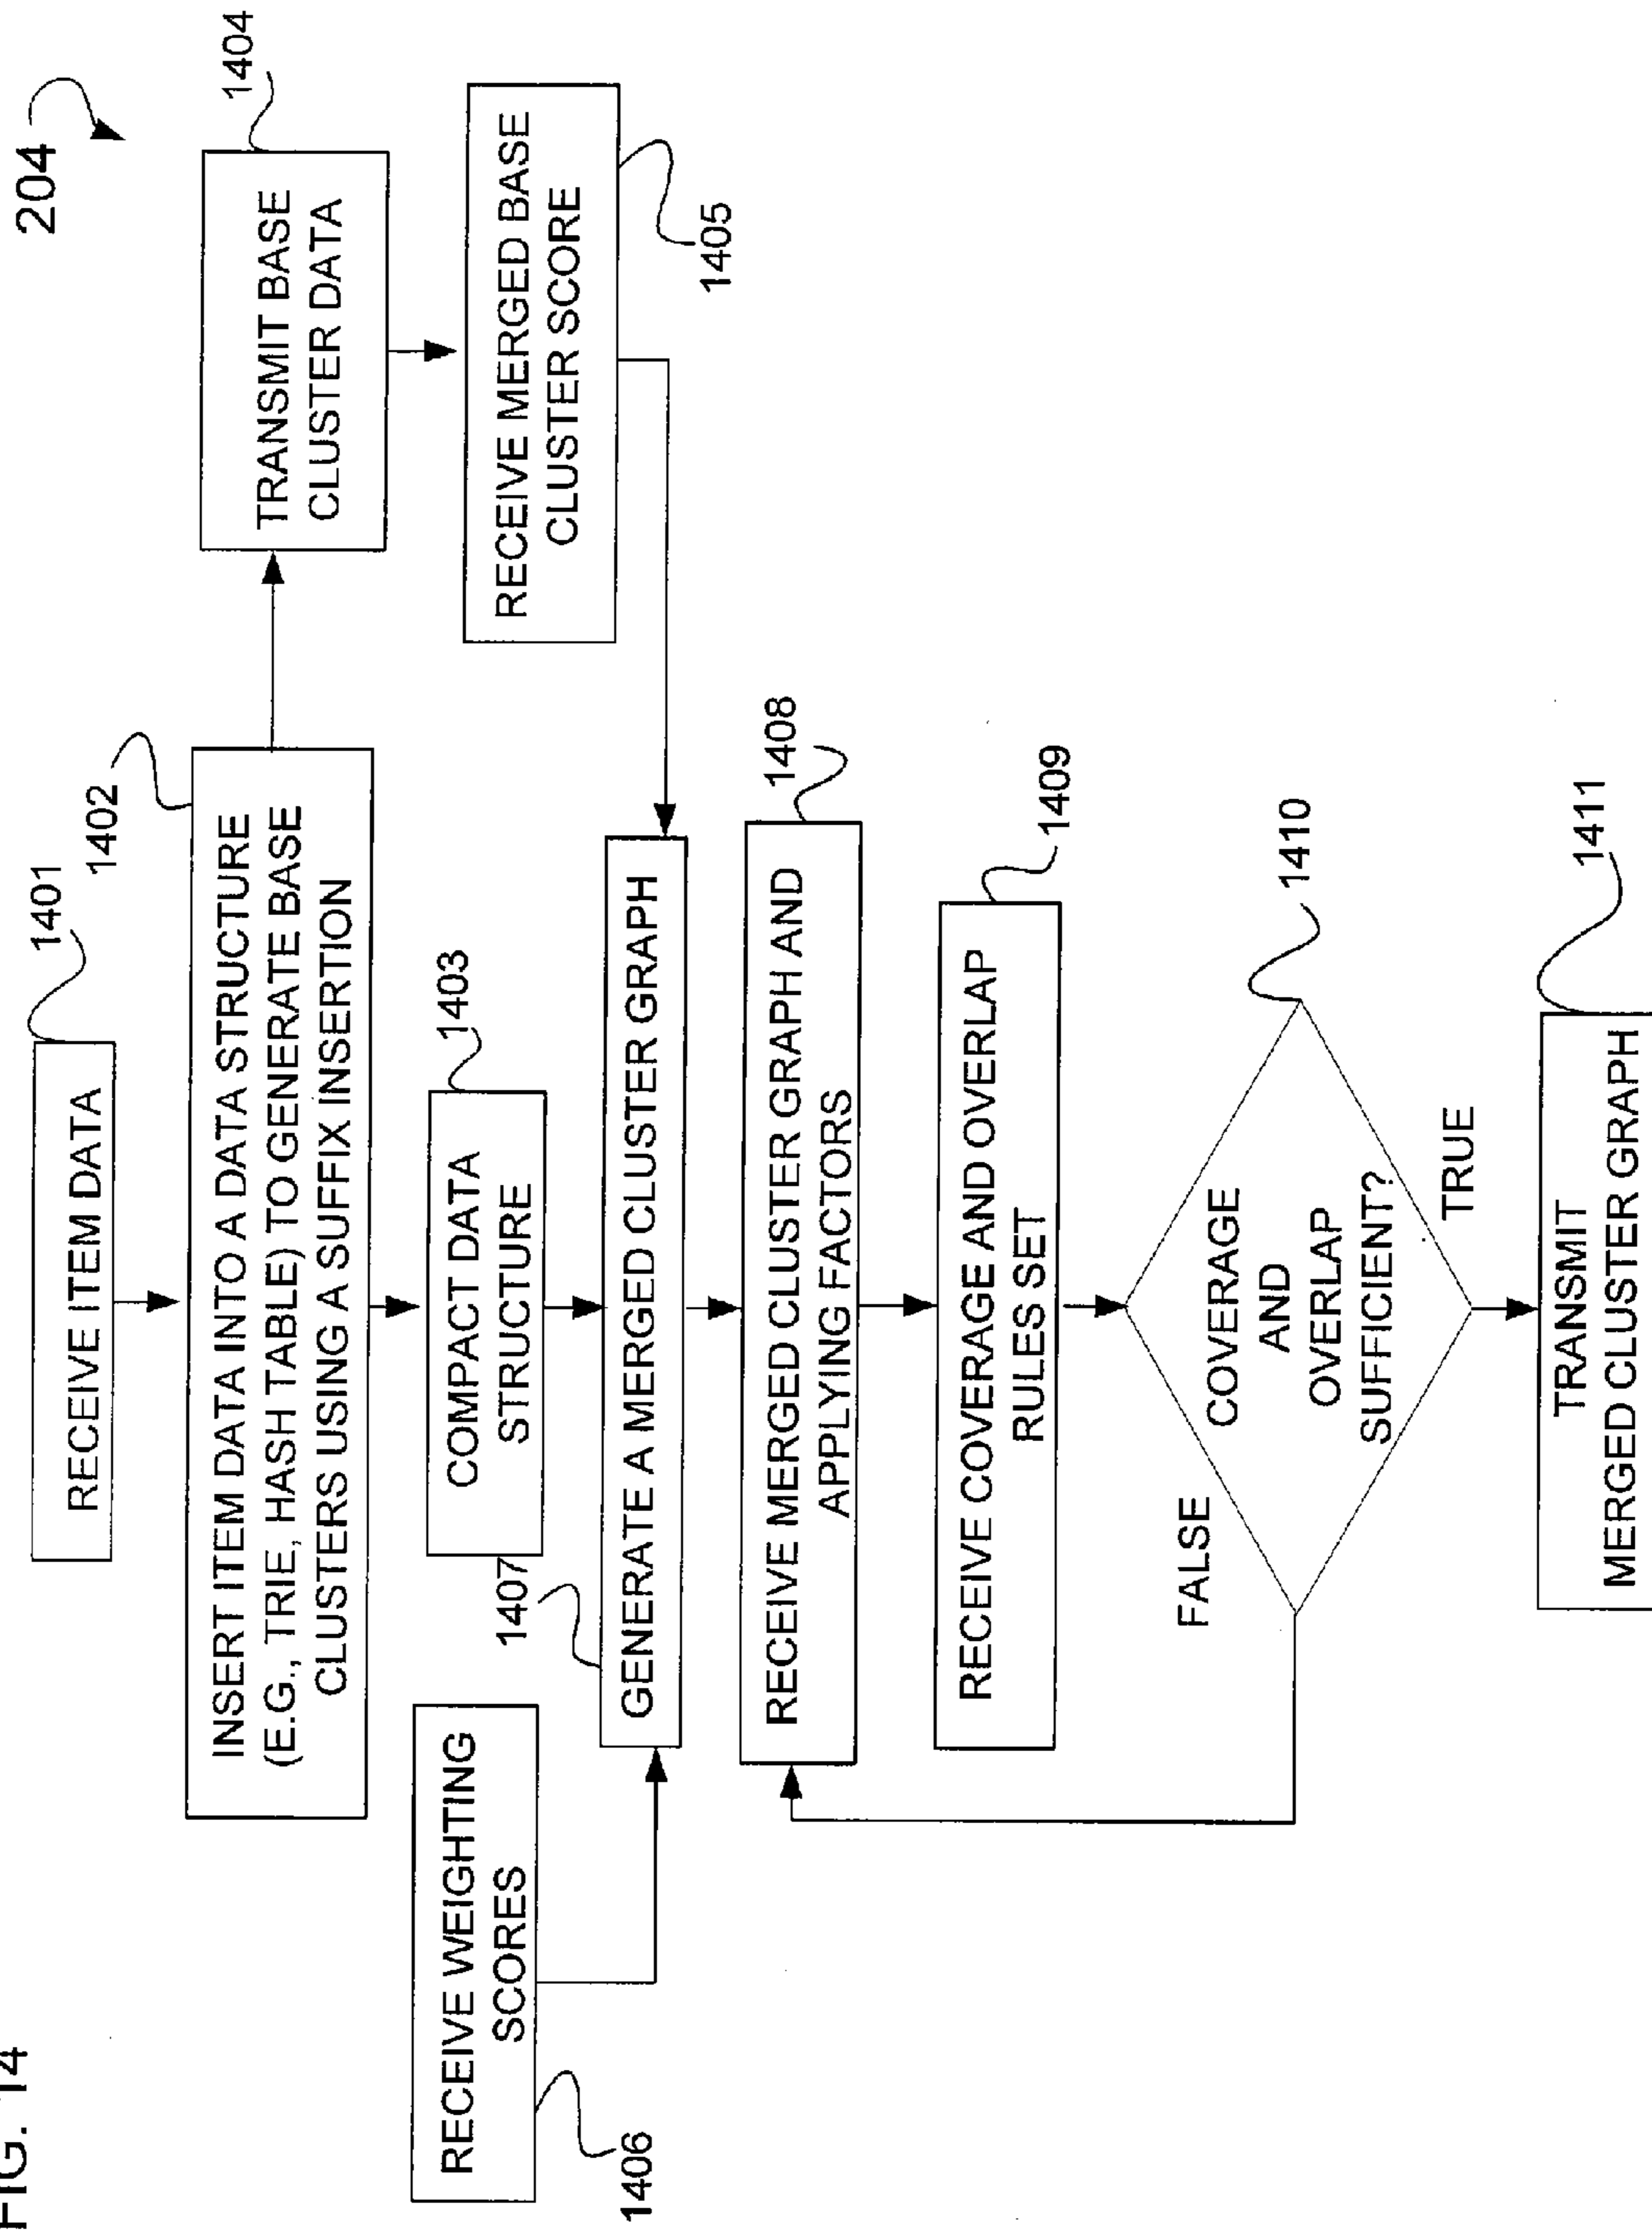 FIG. 14
204
RECEIVE ITEM DATA
1401
INSERT ITEM DATA INTO A DATA STRUCTURE
(E.G., TRIE, HASH TABLE) TO GENERATE BASE
CLUSTERS USING A SUFFIX INSERTION
1402
TRANSMIT BASE
CLUSTER DATA
1404
COMPACT DATA
STRUCTURE
1403
RECEIVE MERGED BASE
CLUSTER SCORE
1405
RECEIVE WEIGHTING
SCORES
1406
1407
GENERATE A MERGED CLUSTER GRAPH
RECEIVE MERGED CLUSTER GRAPH AND
APPLYING FACTORS
1408
RECEIVE COVERAGE AND OVERLAP
RULES SET
1409
FALSE
COVERAGE
AND
OVERLAP
SUFFICIENT?
1410
TRUE
TRANSMIT
MERGED CLUSTER GRAPH
1411